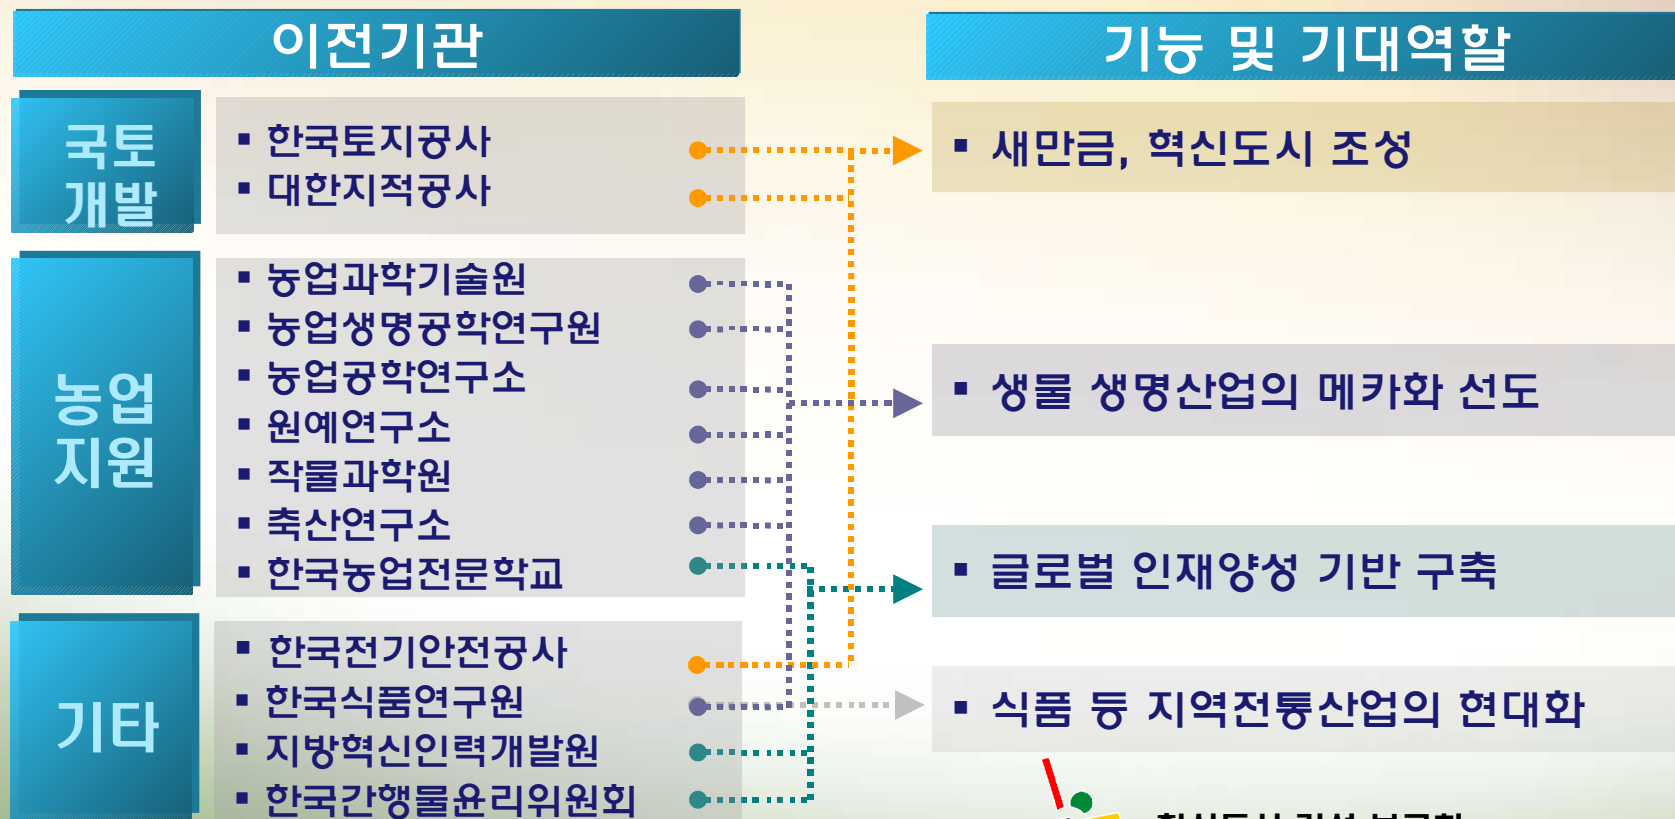 이전기관
기능 및 기대역할
국토
개발
▪ 한국토지공사
▪ 대한지적공사
▪ 새만금, 혁신도시 조성
농업
지원
▪ 농업과학기술원
▪ 농업생명공학연구원
▪ 농업공학연구소
▪ 원예연구소
▪ 작물과학원
▪ 축산연구소
▪ 한국농업전문학교
▪ 생물 생명산업의 메카화 선도
▪ 글로벌 인재양성 기반 구축
기타
▪ 한국전기안전공사
▪ 한국식품연구원
▪ 지방혁신인력개발원
▪ 한국간행물윤리위원회
▪ 식품 등 지역전통산업의 현대화